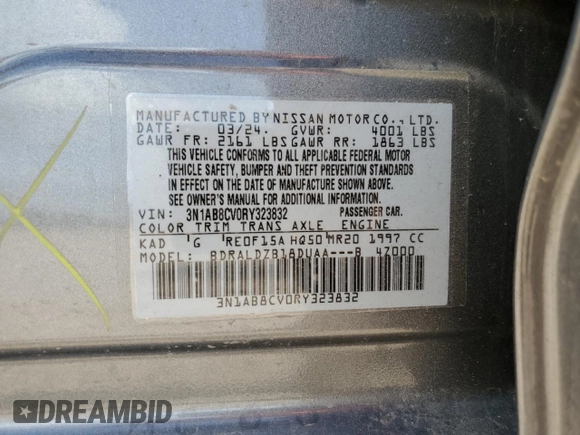 MANUFACTURED BY NISSAN MOTOR CO., LTD.
DATE: 03/24. GVWR: 4001 LBS
GAWR FR: 2161 LBS GAWR RR: 1863 LBS
THIS VEHICLE CONFORMS TO ALL APPLICABLE FEDERAL MOTOR
VEHICLE SAFETY, BUMPER AND THEFT PREVENTION STANDARDS
IN EFFECT ON THE DATE OF MANUFACTURE SHOWN ABOVE.
SEE OWNER'S MANUAL FOR ADDITIONAL INFORMATION.
VIN: 3N1AB8CV0RY323832 PASSENGER CAR.
COLOR TRIM TRANS AXLE ENGINE
KAD 'G 'RE0F15A HQ50 MR20 1997 CC
MODEL: BDRALDZB18DUAA---B 47000
3N1AB8CV0RY323832
DREAMBID